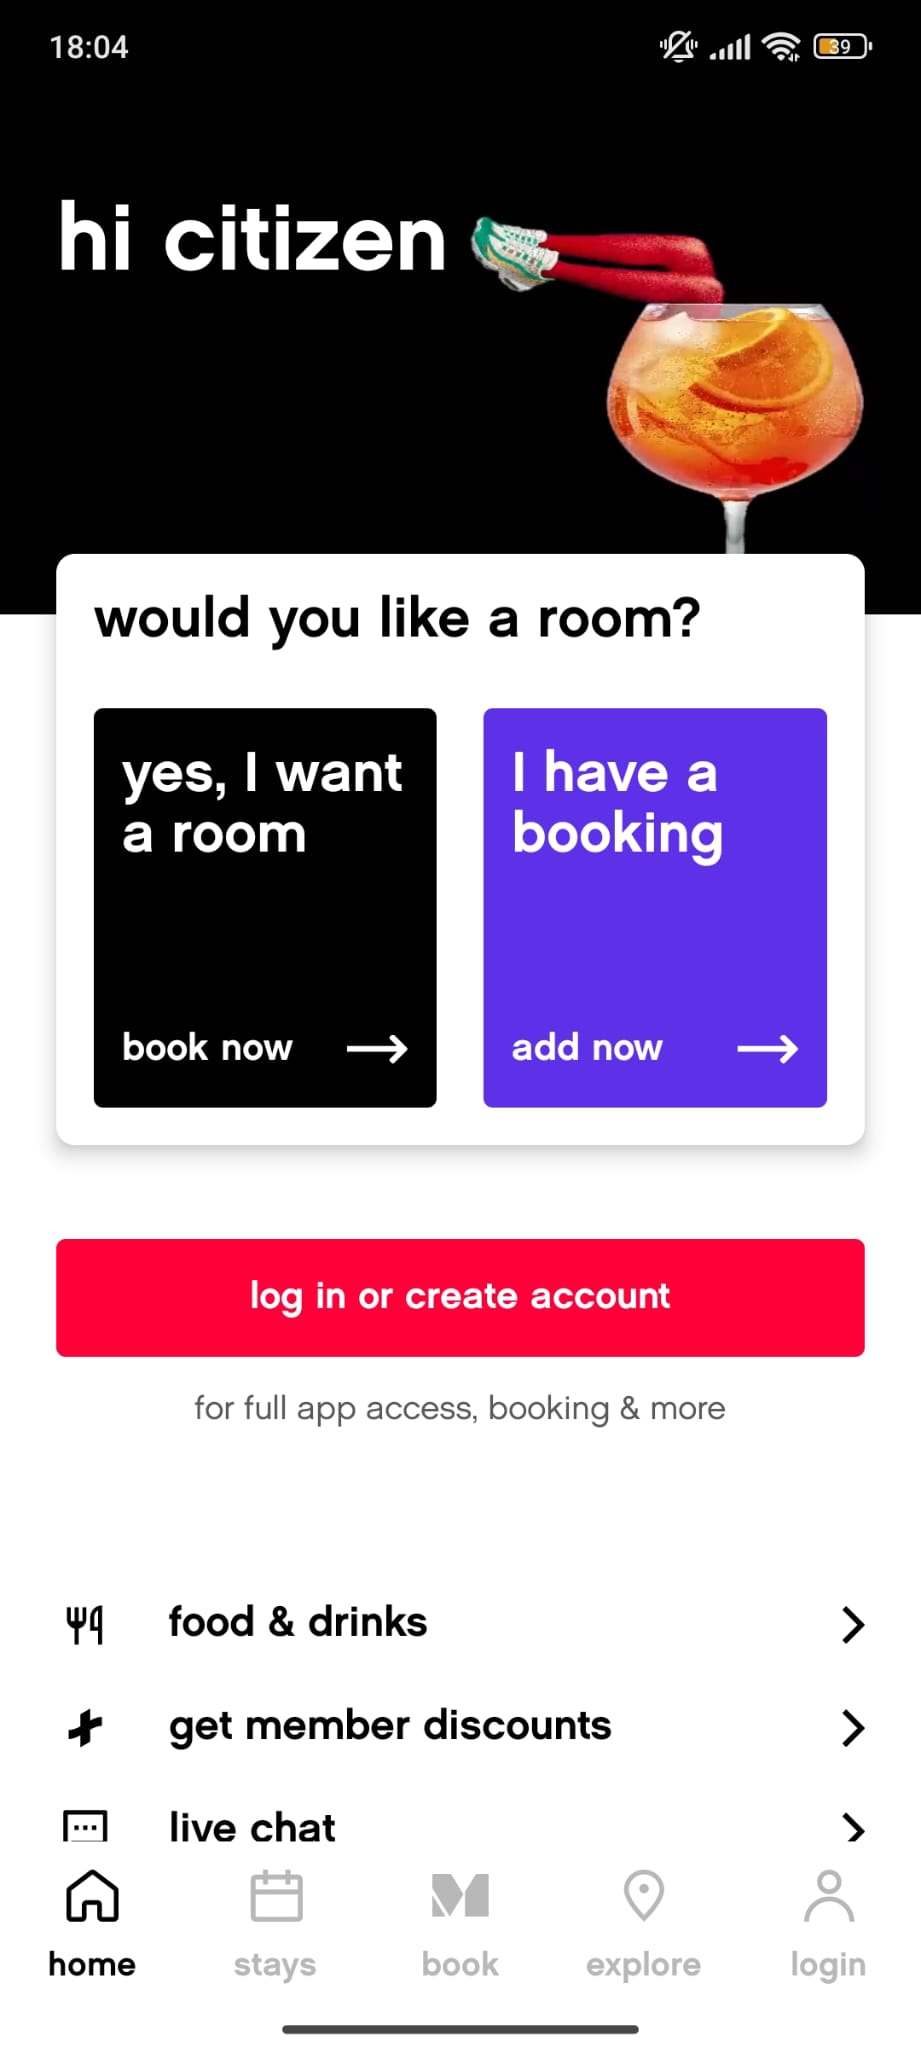 18:04
39
hi citizen
would you like a room?
yes, I want
a room
book now
I have a
booking
add now
log in or create account
for full app access, booking & more
food & drinks
get member discounts
live chat
home
stays
book
explore
login